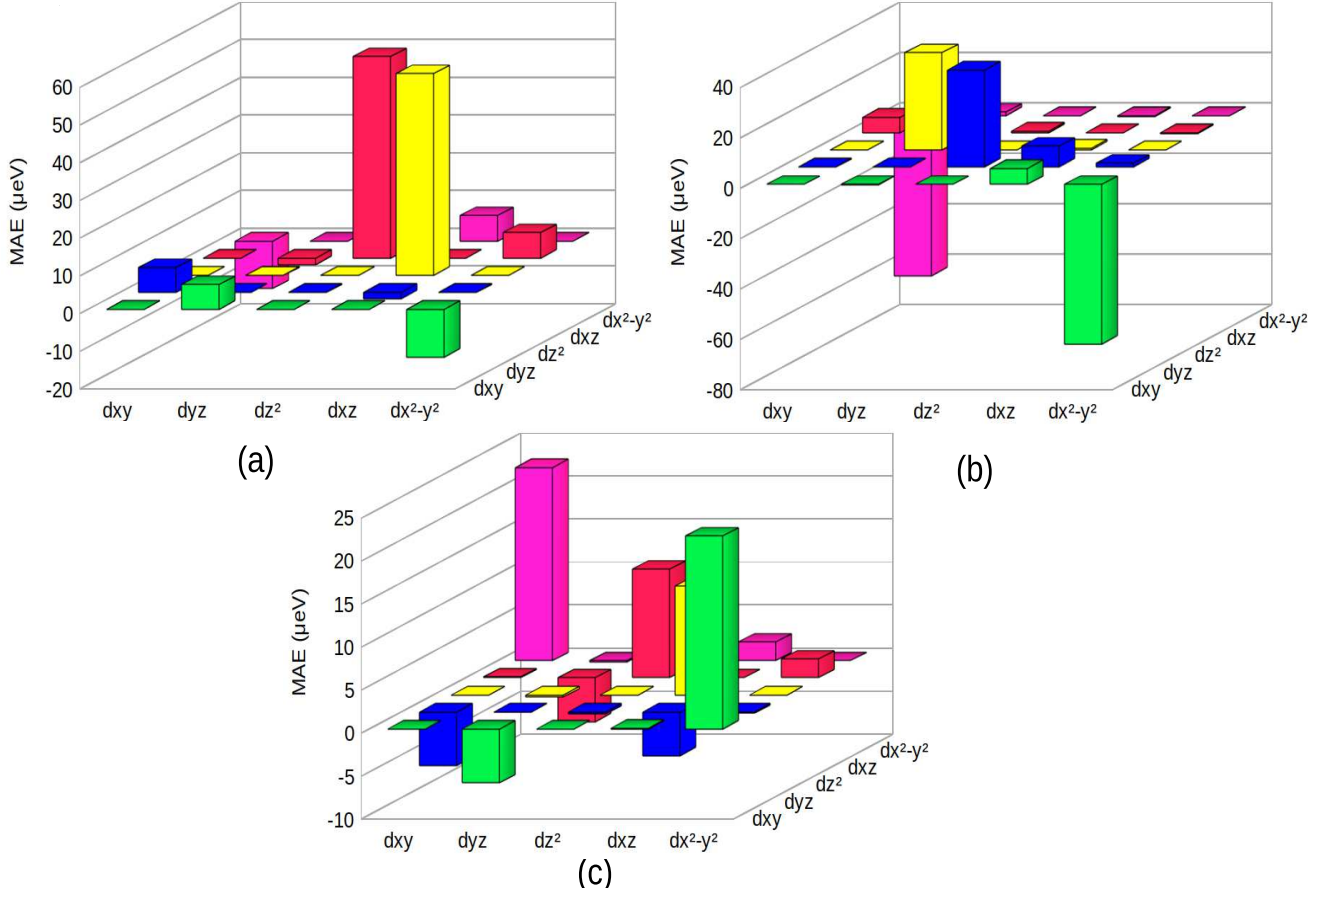 60
50
40
30
20
10
0
-10
-20
MAE (µeV)
dxy
dyz
dz²
dxz
dx²-y²
dxy
dyz
dz²
dxz
dx²-y²
(a)
40
20
0
-20
-40
-60
-80
MAE (µeV)
dxy
dyz
dz²
dxz
dx²-y²
dxy
dyz
dz²
dxz
dx²-y²
(b)
25
20
15
10
5
0
-5
-10
MAE (µeV)
dxy
dyz
dz²
dxz
dx²-y²
dxy
dyz
dz²
dxz
dx²-y²
(c)